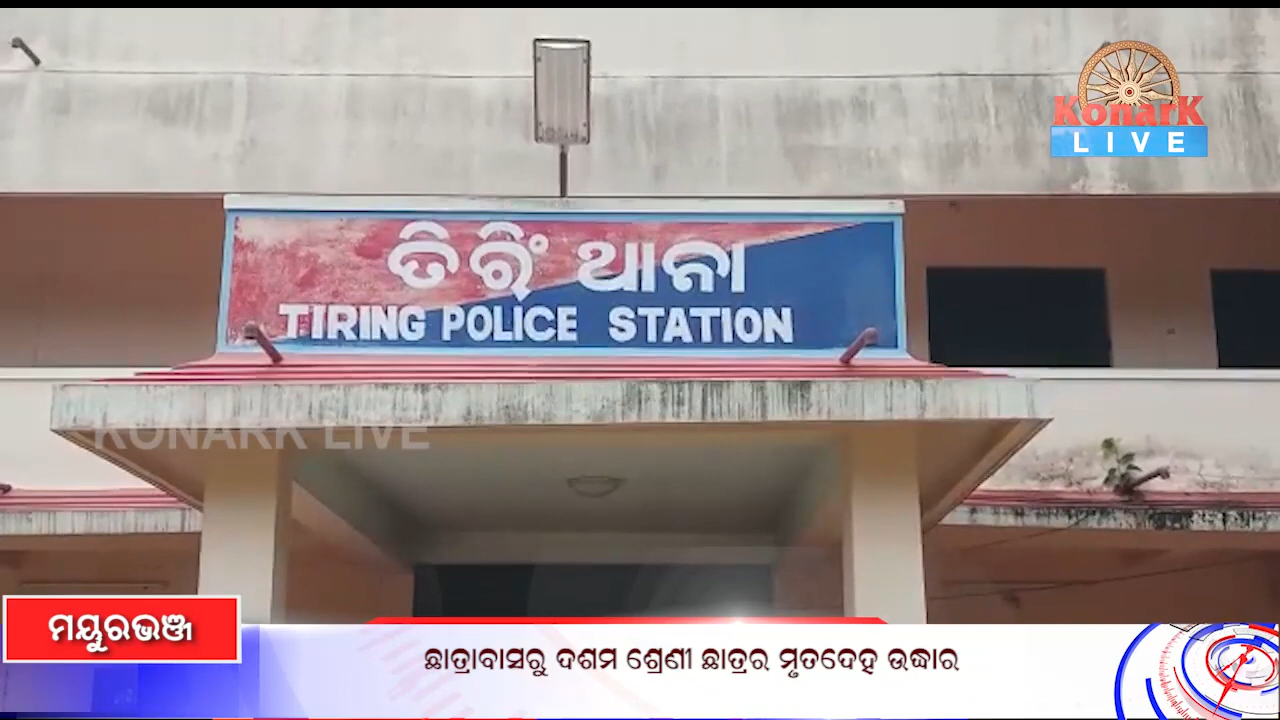 KonarK
LIVE
ତିରିଂ ଥାନା
TIRING POLICE STATION
KONARK LIVE
ମୟୁରଭଞ୍ଜ
ଛାତ୍ରାବାସରୁ ଦଶମ ଶ୍ରେଣୀ ଛାତ୍ରର ମୃତଦେହ ଉଦ୍ଧାର